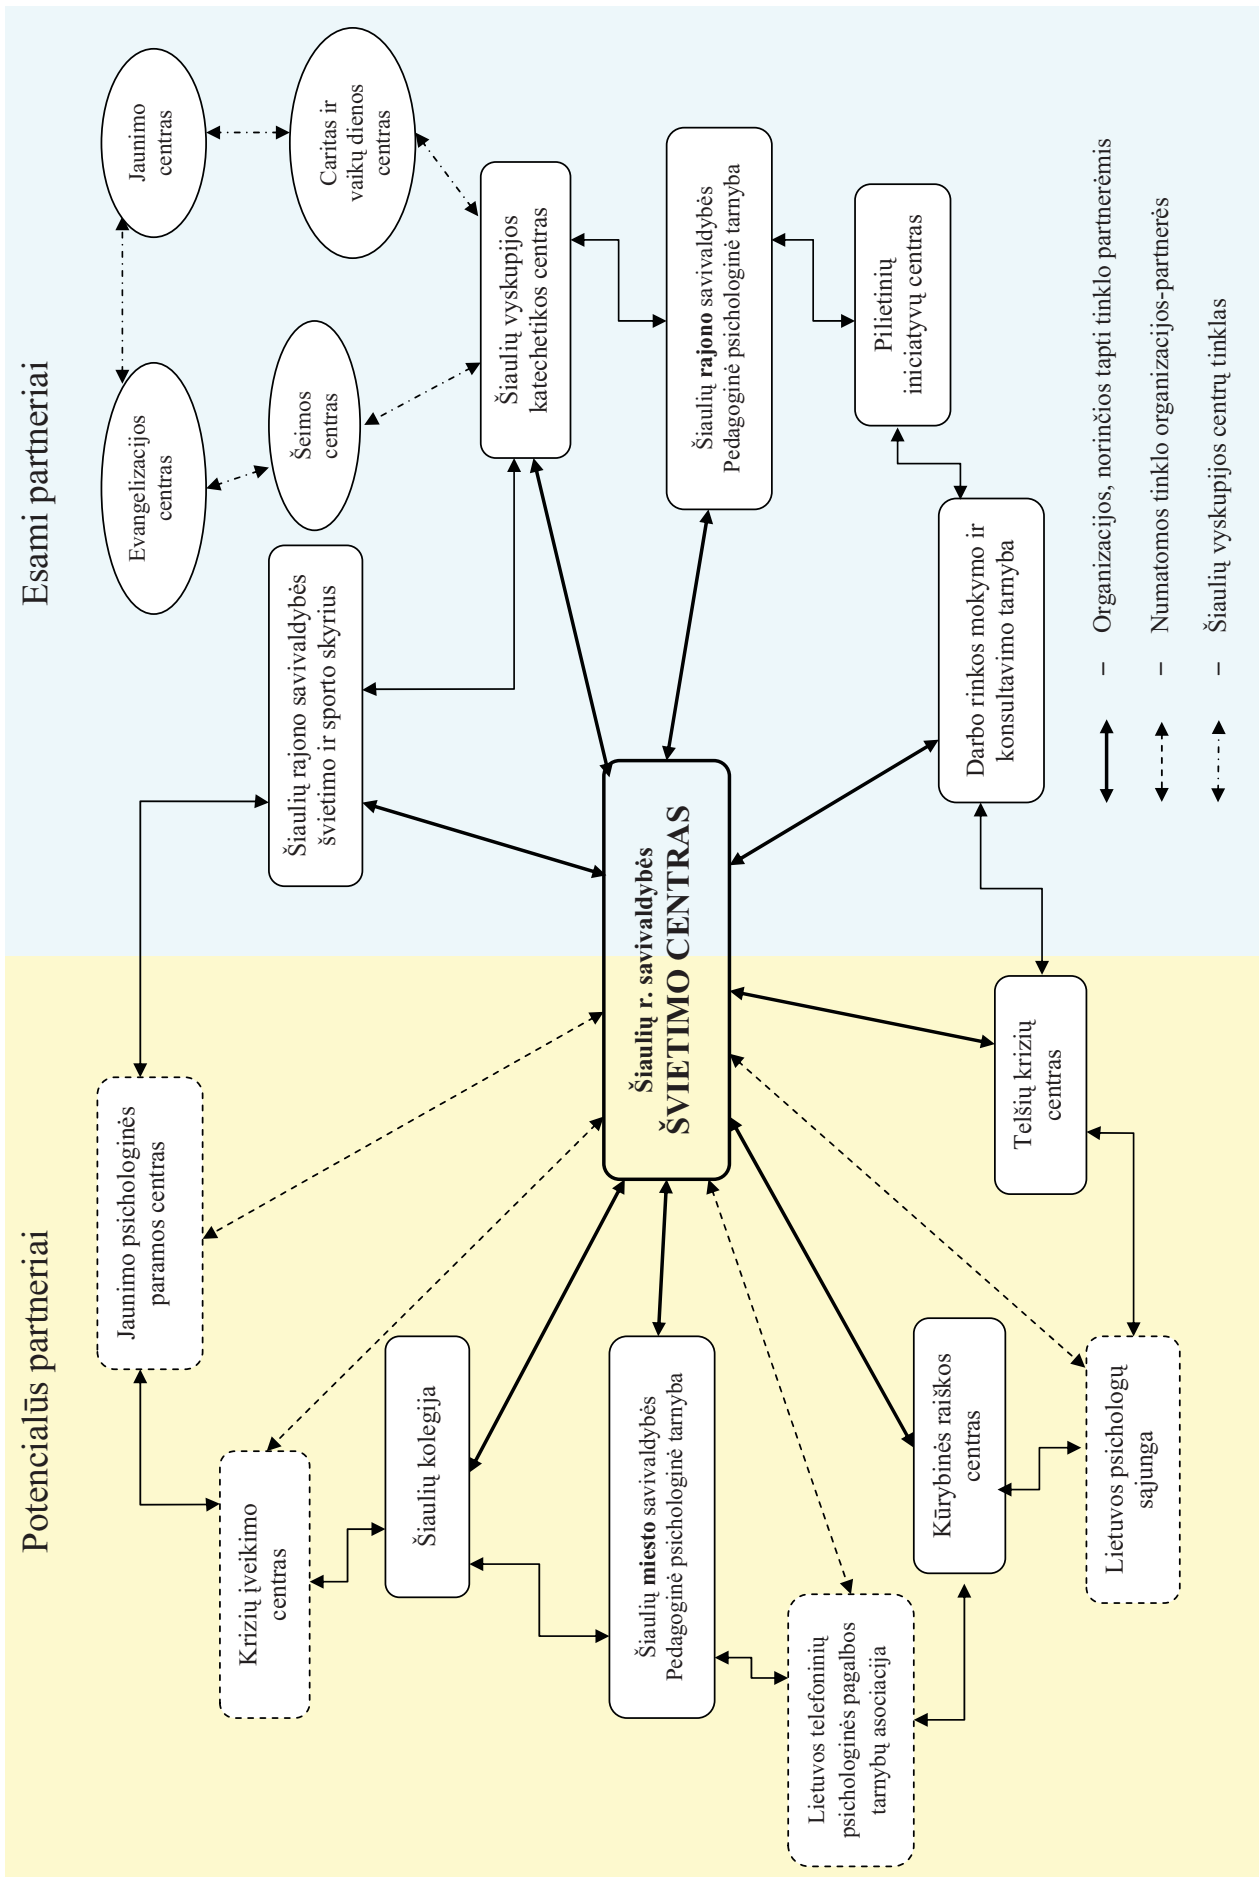 Potencialūs partneriai
Esami partneriai
Jaunimo psichologinės
paramos centras
Krizių įveikimo
centras
Šiaulių kolegija
Šiaulių miesto savivaldybės
Pedagoginė psichologinė tarnyba
Lietuvos telefoninių
psichologinės pagalbos
tarnybų asociacija
Kūrybinės raiškos
centras
Lietuvos psichologų
sąjunga
Telšių krizių
centras
Šiaulių r. savivaldybės
ŠVIETIMO CENTRAS
Šiaulių rajono savivaldybės
švietimo ir sporto skyrius
Evangelizacijos
centras
Jaunimo
centras
Šeimos
centras
Caritas ir
vaikų dienos
centras
Šiaulių vyskupijos
katechetikos centras
Šiaulių rajono savivaldybės
Pedagoginė psichologinė tarnyba
Pilietinių
iniciatyvų centras
Darbo rinkos mokymo ir
konsultavimo tarnyba
– Organizacijos, norinčios tapti tinklo partnerėmis
– Numatomos tinklo organizacijos-partnerės
– Šiaulių vyskupijos centrų tinklas